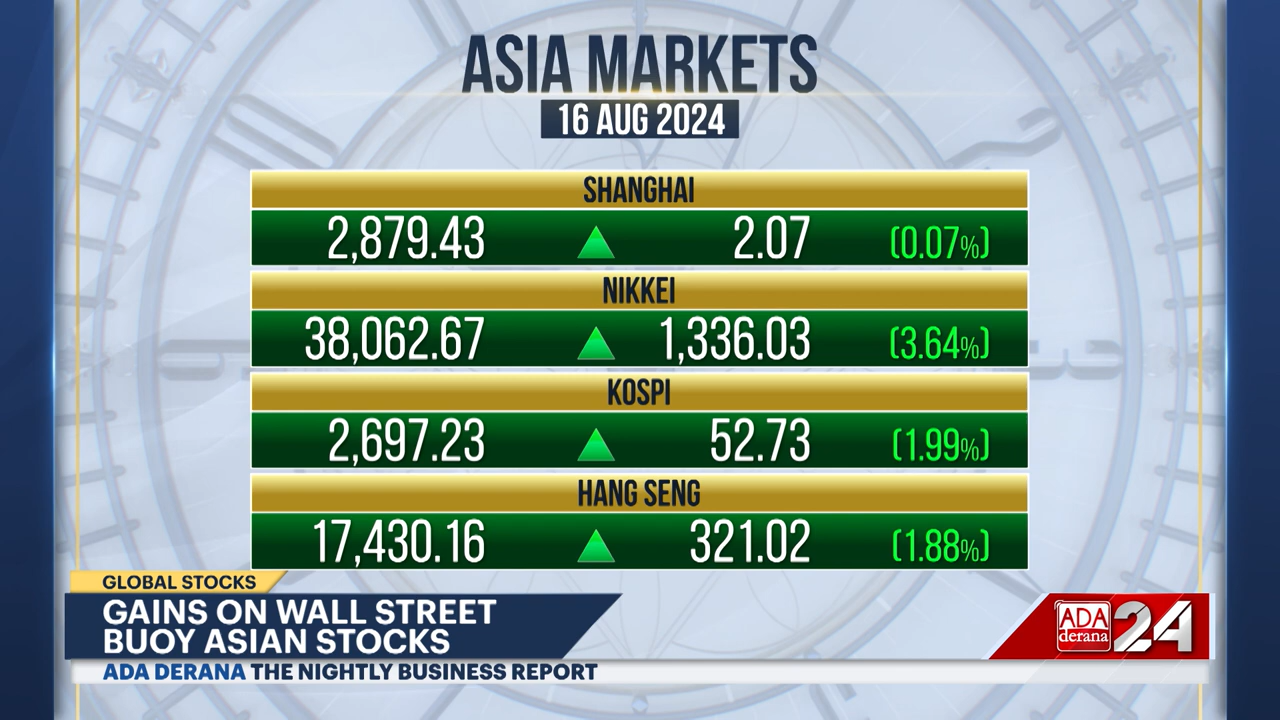 ASIA MARKETS
16 AUG 2024
SHANGHAI
2,879.43 ▲ 2.07 (0.07%)
NIKKEI
38,062.67 ▲ 1,336.03 (3.64%)
KOSPI
2,697.23 ▲ 52.73 (1.99%)
HANG SENG
17,430.16 ▲ 321.02 (1.88%)
GLOBAL STOCKS
GAINS ON WALL STREET
BUOY ASIAN STOCKS
ADA DERANA THE NIGHTLY BUSINESS REPORT
ADA
derana
24